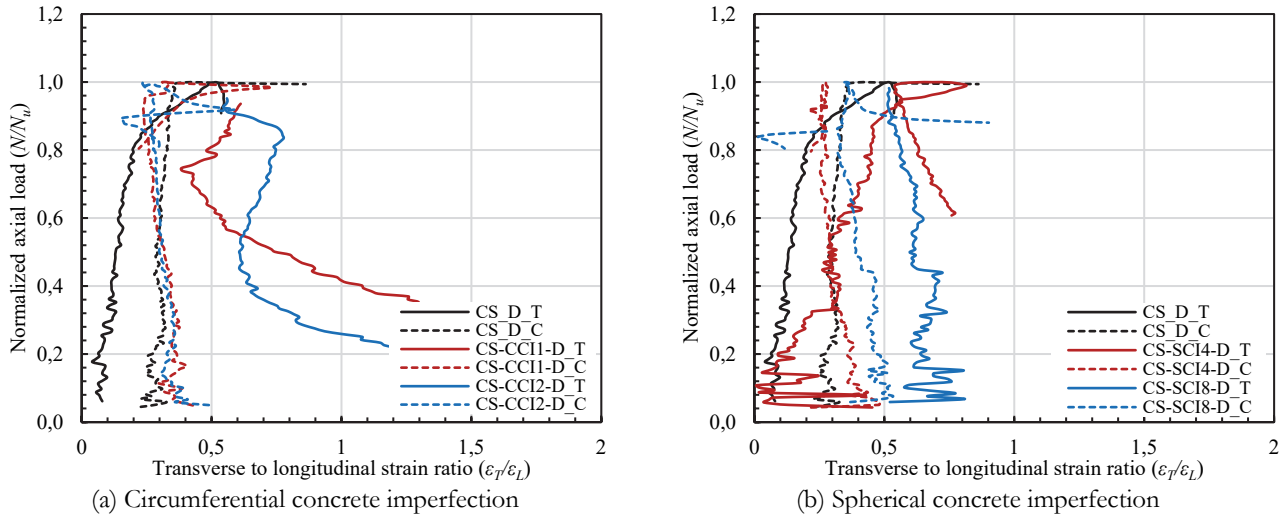 Normalized axial load (N/Nu)
1,2
1,0
0,8
0,6
0,4
0,2
0,0
0
0,5
1
1,5
2
Transverse to longitudinal strain ratio (εT/εL)
CS_D_T
CS_D_C
CS-CCI1-D_T
CS-CCI1-D_C
CS-CCI2-D_T
CS-CCI2-D_C
(a) Circumferential concrete imperfection
Normalized axial load (N/Nu)
1,2
1,0
0,8
0,6
0,4
0,2
0,0
0
0,5
1
1,5
2
Transverse to longitudinal strain ratio (εT/εL)
CS_D_T
CS_D_C
CS-SCI4-D_T
CS-SCI4-D_C
CS-SCI8-D_T
CS-SCI8-D_C
(b) Spherical concrete imperfection